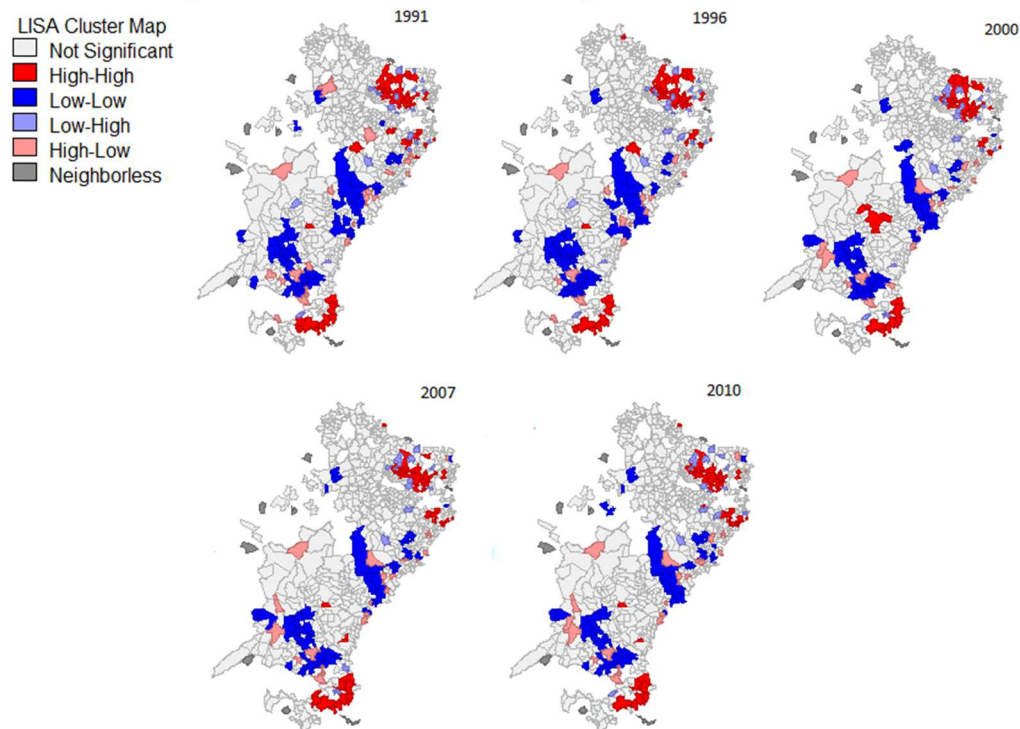 1991
1996
2000
LISA Cluster Map
Not Significant
High-High
Low-Low
Low-High
High-Low
Neighborless
2007
2010